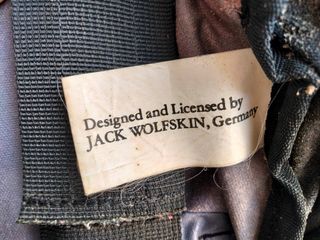 Designed and Licensed by
JACK WOLFSKIN, Germany